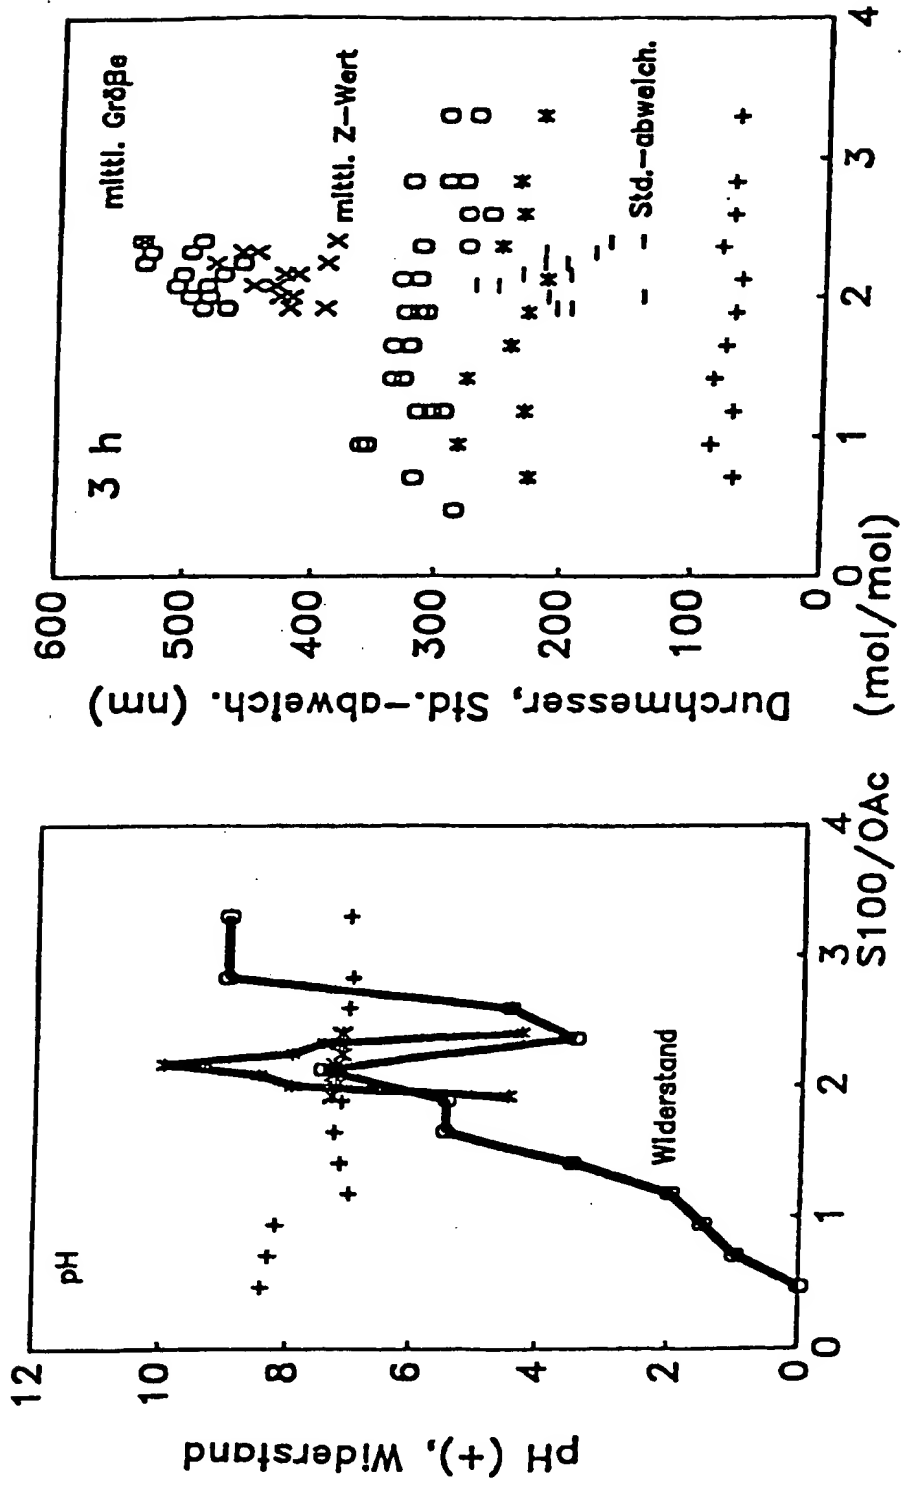 12
10
8
6
4
2
0
pH (+), Widerstand
pH
Widerstand
0
1
2
3
4
S100/OAc (mol/mol)
600
500
400
300
200
100
0
Durchmesser, Std.-abweich. (nm)
3 h
mittl. Größe
mittl. Z-Wert
Std.-abweich.
0
1
2
3
4